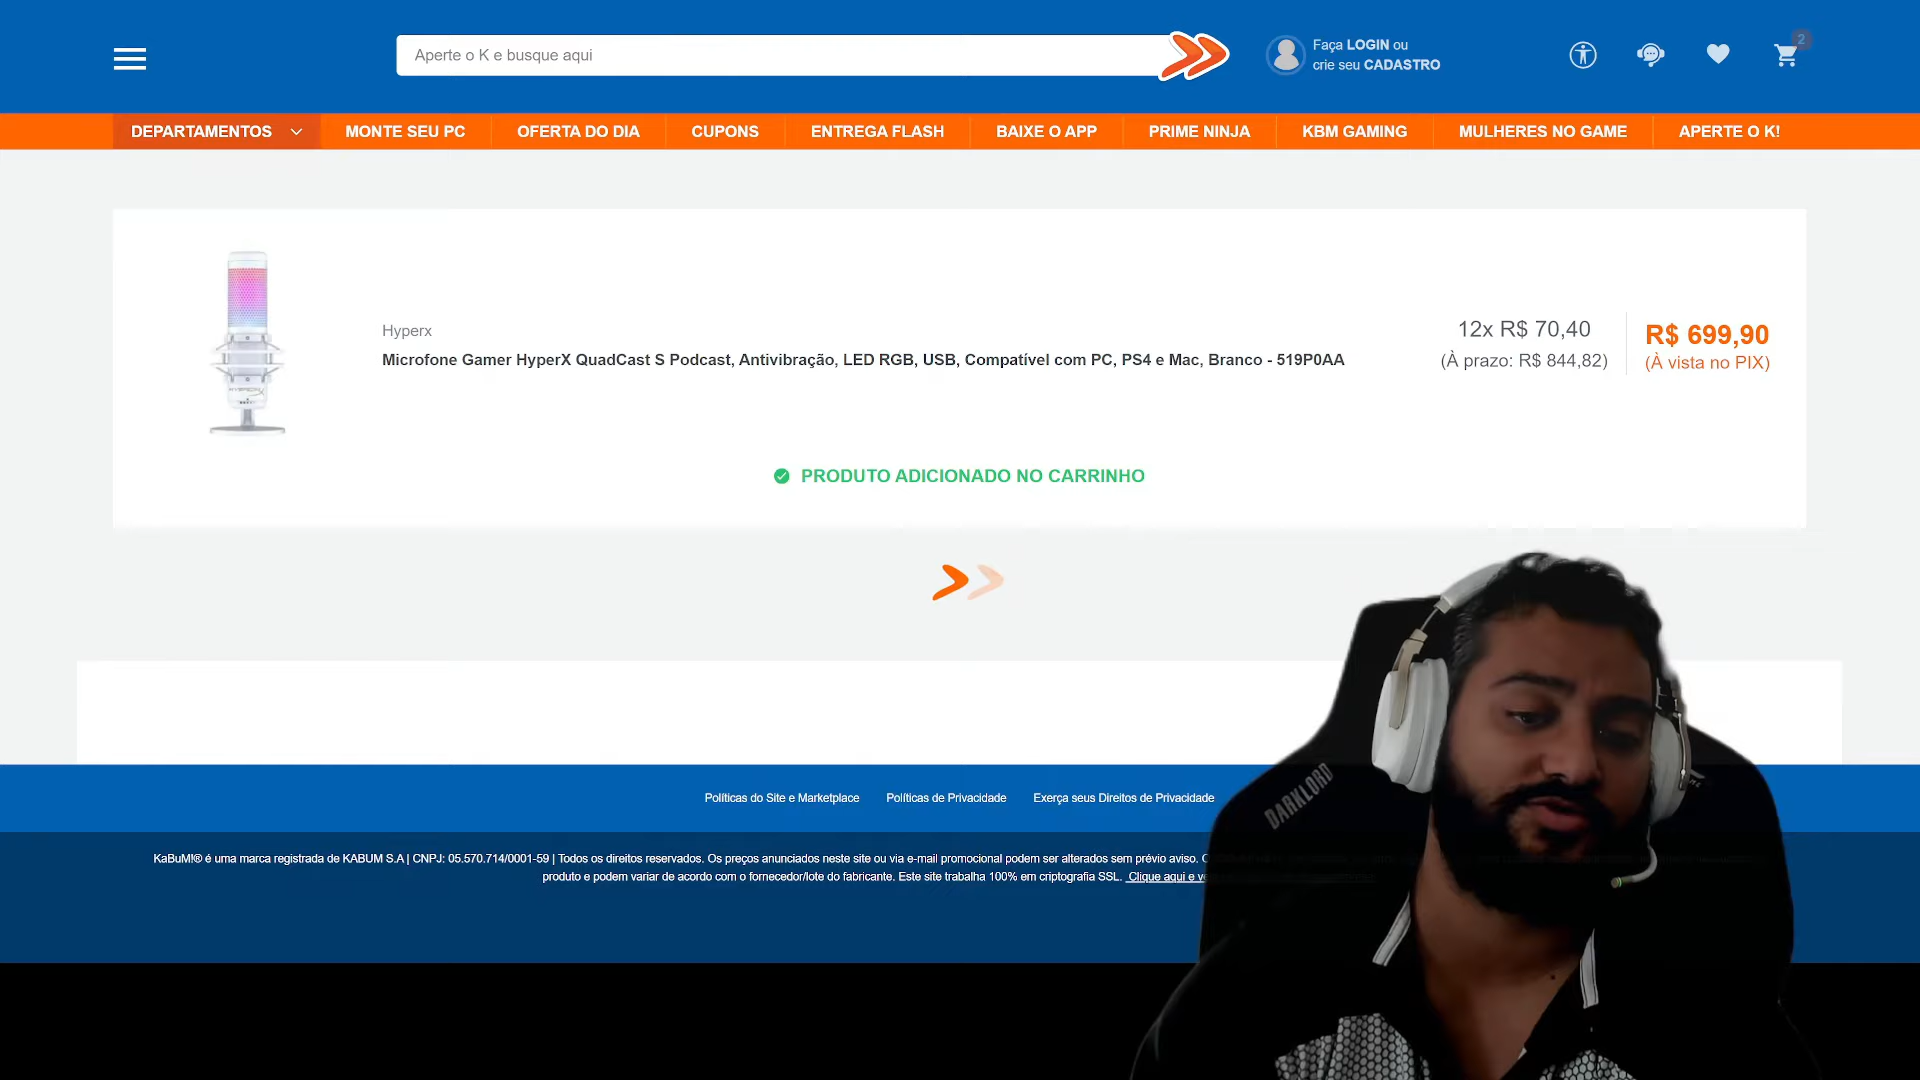 Aperte o K e busque aqui
Faça LOGIN ou
crie seu CADASTRO
2
DEPARTAMENTOS
MONTE SEU PC
OFERTA DO DIA
CUPONS
ENTREGA FLASH
BAIXE O APP
PRIME NINJA
KBM GAMING
MULHERES NO GAME
APERTE O K!
Hyperx
Microfone Gamer HyperX QuadCast S Podcast, Antivibração, LED RGB, USB, Compatível com PC, PS4 e Mac, Branco - 519P0AA
12x R$ 70,40
(À prazo: R$ 844,82)
R$ 699,90
(À vista no PIX)
PRODUTO ADICIONADO NO CARRINHO
DARKLORD
Políticas do Site e Marketplace
Políticas de Privacidade
Exerça seus Direitos de Privacidade
KaBuM!® é uma marca registrada de KABUM S.A | CNPJ: 05.570.714/0001-59 | Todos os direitos reservados. Os preços anunciados neste site ou via e-mail promocional podem ser alterados sem prévio aviso.
produto e podem variar de acordo com o fornecedor/lote do fabricante. Este site trabalha 100% em criptografia SSL. Clique aqui e